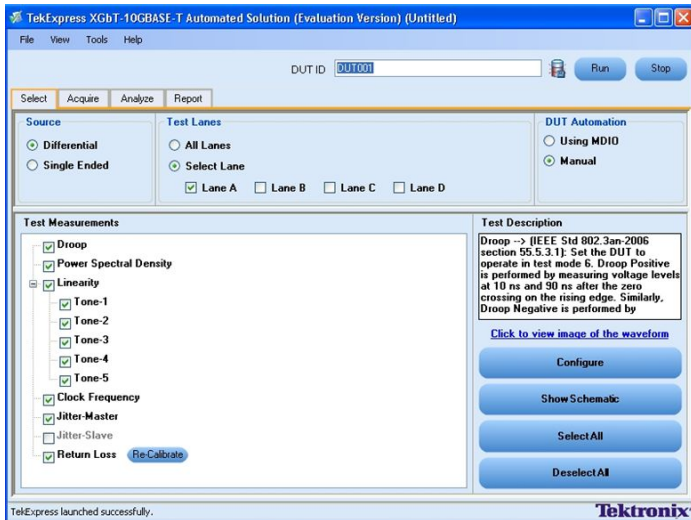 TekExpress XGbT-10GBASE-T Automated Solution (Evaluation Version) (Untitled)
File View Tools Help
DUT ID DUT001 Run Stop
Select Acquire Analyze Report
Source
Differential
Single Ended
Test Lanes
All Lanes
Select Lane
Lane A Lane B Lane C Lane D
DUT Automation
Using MDIO
Manual
Test Measurements
Droop
Power Spectral Density
Linearity
Tone-1
Tone-2
Tone-3
Tone-4
Tone-5
Clock Frequency
Jitter-Master
Jitter-Slave
Return Loss Re-Calibrate
Test Description
Droop --> (IEEE Std 802.3an-2006
section 55.5.3.1): Set the DUT to
operate in test mode 6. Droop Positive
is performed by measuring voltage levels
at 10 ns and 90 ns after the zero
crossing on the rising edge. Similarly,
Droop Negative is performed by
Click to view image of the waveform
Configure
Show Schematic
Select All
Deselect All
TekExpress launched successfully.
Tektronix